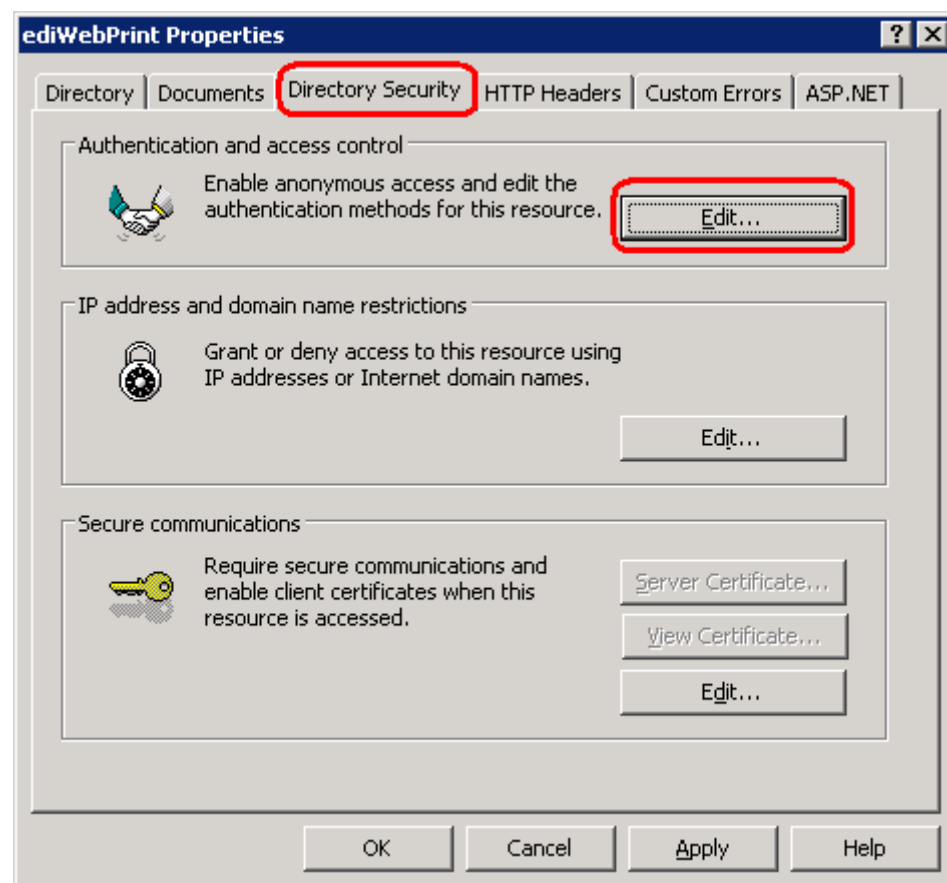 ediWebPrint Properties
Directory Documents Directory Security HTTP Headers Custom Errors ASP.NET
Authentication and access control
Enable anonymous access and edit the
authentication methods for this resource.
Edit...
IP address and domain name restrictions
Grant or deny access to this resource using
IP addresses or Internet domain names.
Edit...
Secure communications
Require secure communications and
enable client certificates when this
resource is accessed.
Server Certificate...
View Certificate...
Edit...
OK Cancel Apply Help